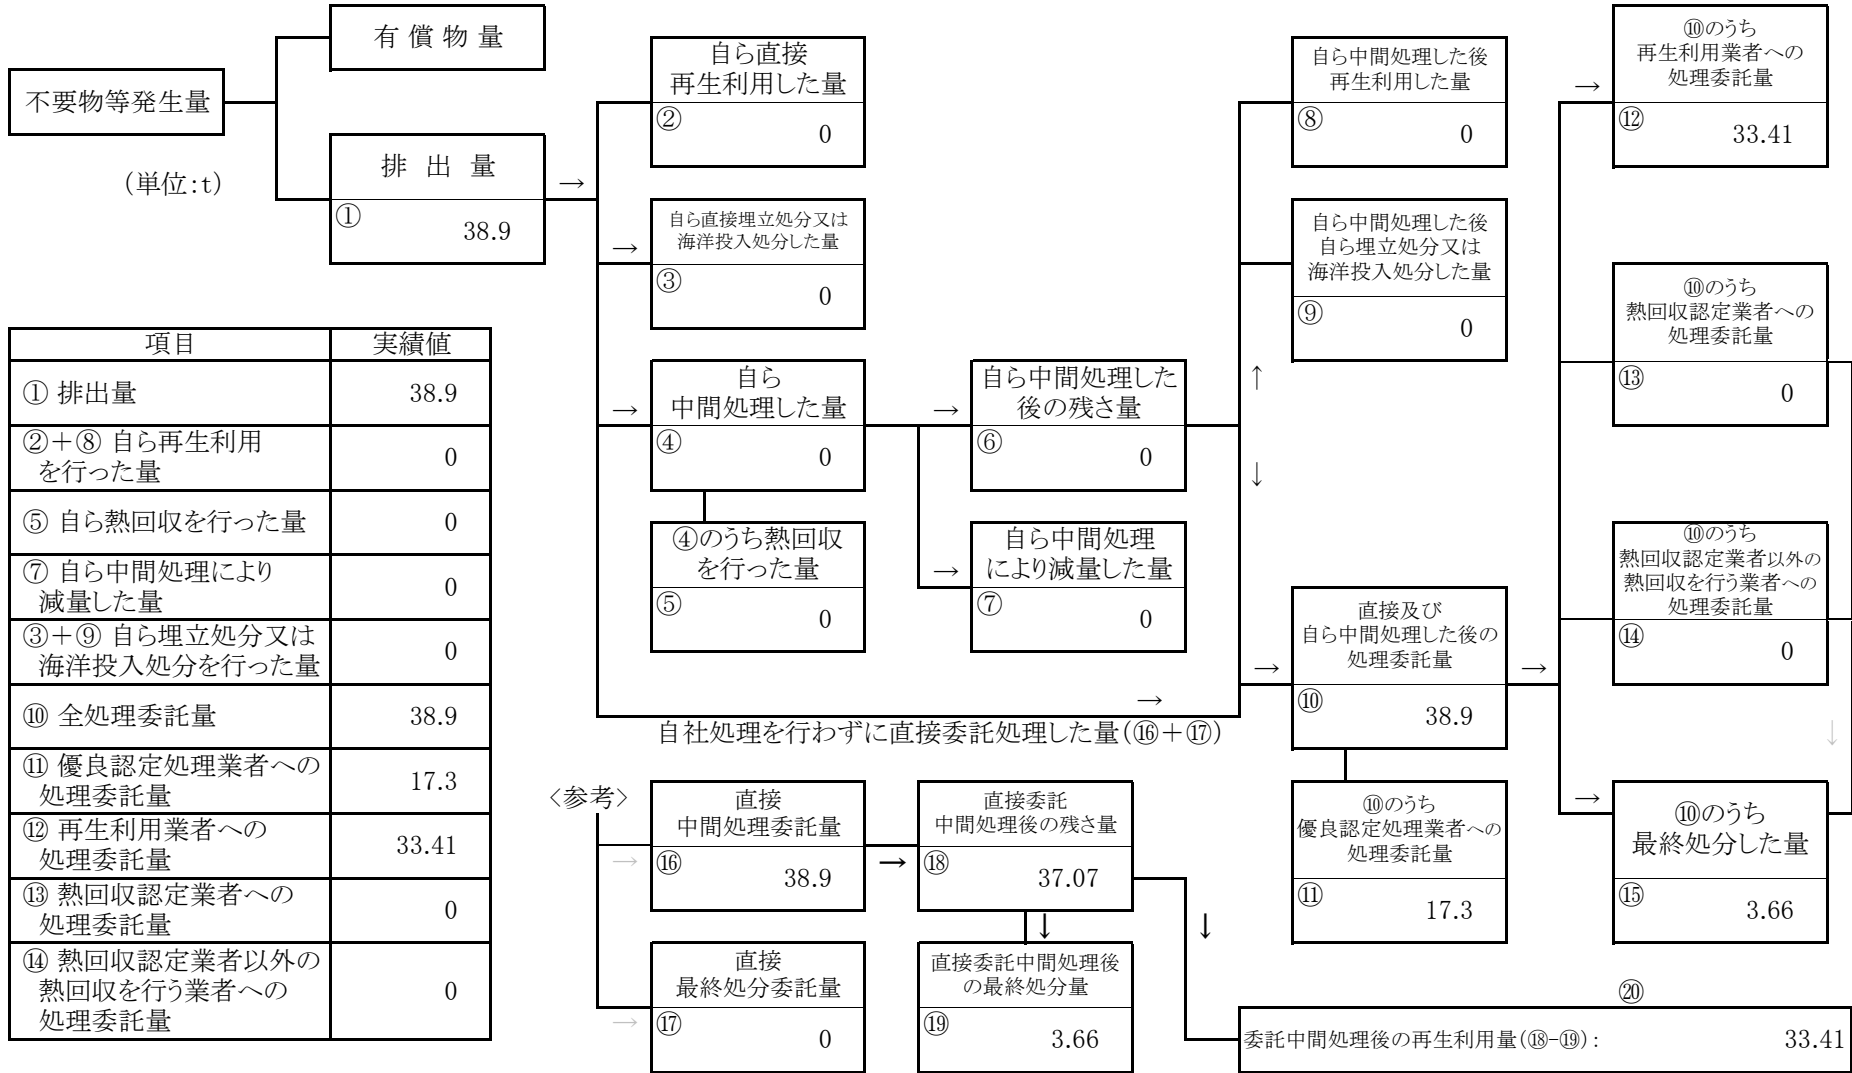 有 償 物 量
不要物等発生量
(単位:t)
排 出 量
①
38.9
→
自ら直接
再生利用した量
②
0
→
自ら直接埋立処分又は
海洋投入処分した量
③
0
→
自ら
中間処理した量
④
0
④のうち熱回収
を行った量
⑤
0
→
自ら中間処理した
後の残さ量
⑥
0
→
自ら中間処理
により減量した量
⑦
0
自ら中間処理した後
再生利用した量
⑧
0
自ら中間処理した後
自ら埋立処分又は
海洋投入処分した量
⑨
0
↑
↓
→
自社処理を行わずに直接委託処理した量(⑯+⑰)
→
直接及び
自ら中間処理した後の
処理委託量
⑩
38.9
⑩のうち
優良認定処理業者への
処理委託量
⑪
17.3
→
→
⑩のうち
再生利用業者への
処理委託量
⑫
33.41
⑩のうち
熱回収認定業者への
処理委託量
⑬
0
⑩のうち
熱回収認定業者以外の
熱回収を行う業者への
処理委託量
⑭
0
↓
→
⑩のうち
最終処分した量
⑮
3.66
項目 実績値
① 排出量 38.9
②+⑧ 自ら再生利用
を行った量 0
⑤ 自ら熱回収を行った量 0
⑦ 自ら中間処理により
減量した量 0
③+⑨ 自ら埋立処分又は
海洋投入処分を行った量 0
⑩ 全処理委託量 38.9
⑪ 優良認定処理業者への
処理委託量 17.3
⑫ 再生利用業者への
処理委託量 33.41
⑬ 熱回収認定業者への
処理委託量 0
⑭ 熱回収認定業者以外の
熱回収を行う業者への
処理委託量 0
<参考>
→
直接
中間処理委託量
⑯
38.9
→
直接
最終処分委託量
⑰
0
→
直接委託
中間処理後の残さ量
⑱
37.07
↓
直接委託中間処理後
の最終処分量
⑲
3.66
↓
⑳
委託中間処理後の再生利用量(⑱-⑲): 33.41